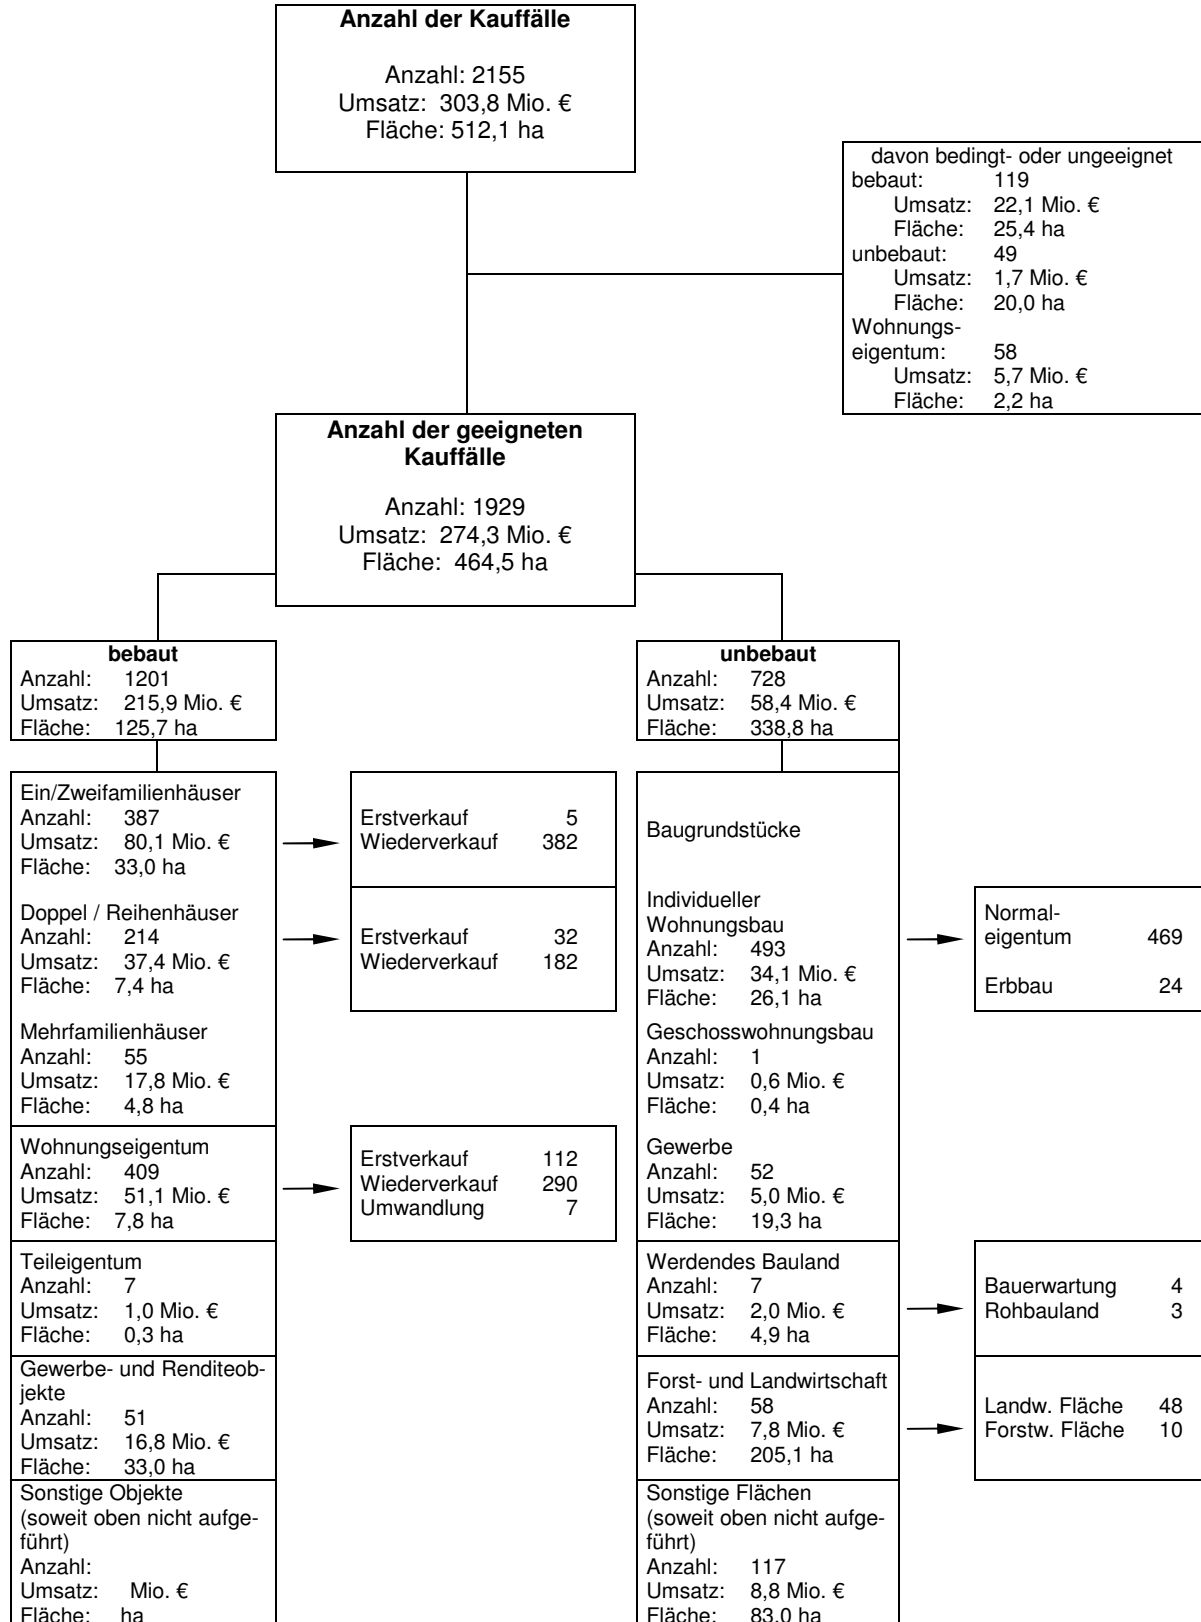 Anzahl der Kauffälle
Anzahl: 2155
Umsatz: 303,8 Mio. €
Fläche: 512,1 ha
davon bedingt- oder ungeeignet
bebaut: 119
Umsatz: 22,1 Mio. €
Fläche: 25,4 ha
unbebaut: 49
Umsatz: 1,7 Mio. €
Fläche: 20,0 ha
Wohnungs-
eigentum: 58
Umsatz: 5,7 Mio. €
Fläche: 2,2 ha
Anzahl der geeigneten
Kauffälle
Anzahl: 1929
Umsatz: 274,3 Mio. €
Fläche: 464,5 ha
bebaut
Anzahl: 1201
Umsatz: 215,9 Mio. €
Fläche: 125,7 ha
unbebaut
Anzahl: 728
Umsatz: 58,4 Mio. €
Fläche: 338,8 ha
Ein/Zweifamilienhäuser
Anzahl: 387
Umsatz: 80,1 Mio. €
Fläche: 33,0 ha
Erstverkauf 5
Wiederverkauf 382
Doppel / Reihenhäuser
Anzahl: 214
Umsatz: 37,4 Mio. €
Fläche: 7,4 ha
Erstverkauf 32
Wiederverkauf 182
Mehrfamilienhäuser
Anzahl: 55
Umsatz: 17,8 Mio. €
Fläche: 4,8 ha
Wohnungseigentum
Anzahl: 409
Umsatz: 51,1 Mio. €
Fläche: 7,8 ha
Erstverkauf 112
Wiederverkauf 290
Umwandlung 7
Teileigentum
Anzahl: 7
Umsatz: 1,0 Mio. €
Fläche: 0,3 ha
Gewerbe- und Renditeob-
jekte
Anzahl: 51
Umsatz: 16,8 Mio. €
Fläche: 33,0 ha
Sonstige Objekte
(soweit oben nicht aufge-
führt)
Anzahl:
Umsatz: Mio. €
Fläche: ha
Baugrundstücke
Individueller
Wohnungsbau
Anzahl: 493
Umsatz: 34,1 Mio. €
Fläche: 26,1 ha
Normal-
eigentum 469
Erbbau 24
Geschosswohnungsbau
Anzahl: 1
Umsatz: 0,6 Mio. €
Fläche: 0,4 ha
Gewerbe
Anzahl: 52
Umsatz: 5,0 Mio. €
Fläche: 19,3 ha
Werdendes Bauland
Anzahl: 7
Umsatz: 2,0 Mio. €
Fläche: 4,9 ha
Bauerwartung 4
Rohbauland 3
Forst- und Landwirtschaft
Anzahl: 58
Umsatz: 7,8 Mio. €
Fläche: 205,1 ha
Landw. Fläche 48
Forstw. Fläche 10
Sonstige Flächen
(soweit oben nicht aufge-
führt)
Anzahl: 117
Umsatz: 8,8 Mio. €
Fläche: 83,0 ha